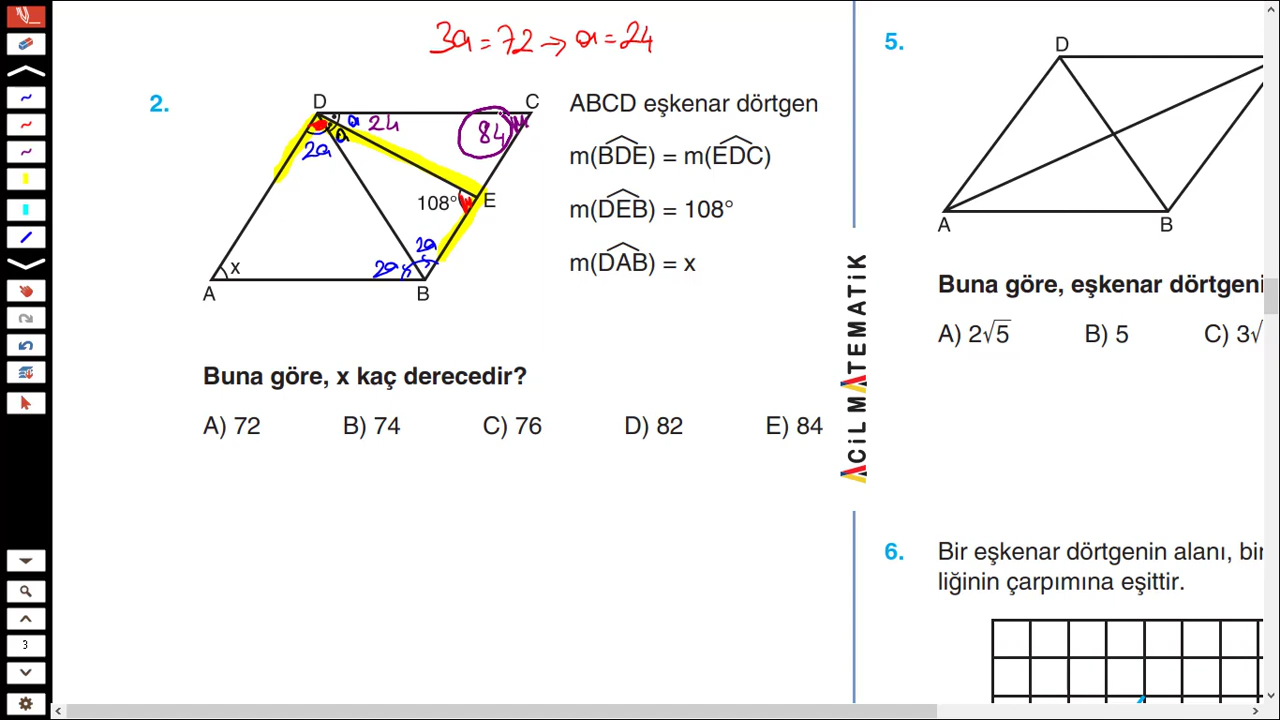 3a = 72 → a = 24
2.
D
C
a
24
84
a
2a
108°
E
2a
2a
x
A
B
ABCD eşkenar dörtgen
m(BDE) = m(EDC)
m(DEB) = 108°
m(DAB) = x
Buna göre, x kaç derecedir?
A) 72 B) 74 C) 76 D) 82 E) 84
ACİL MATEMATİK
5.
D
A
B
Buna göre, eşkenar dörtgeni
A) 2√5 B) 5 C) 3√
6.
Bir eşkenar dörtgenin alanı, bir
liğinin çarpımına eşittir.
3